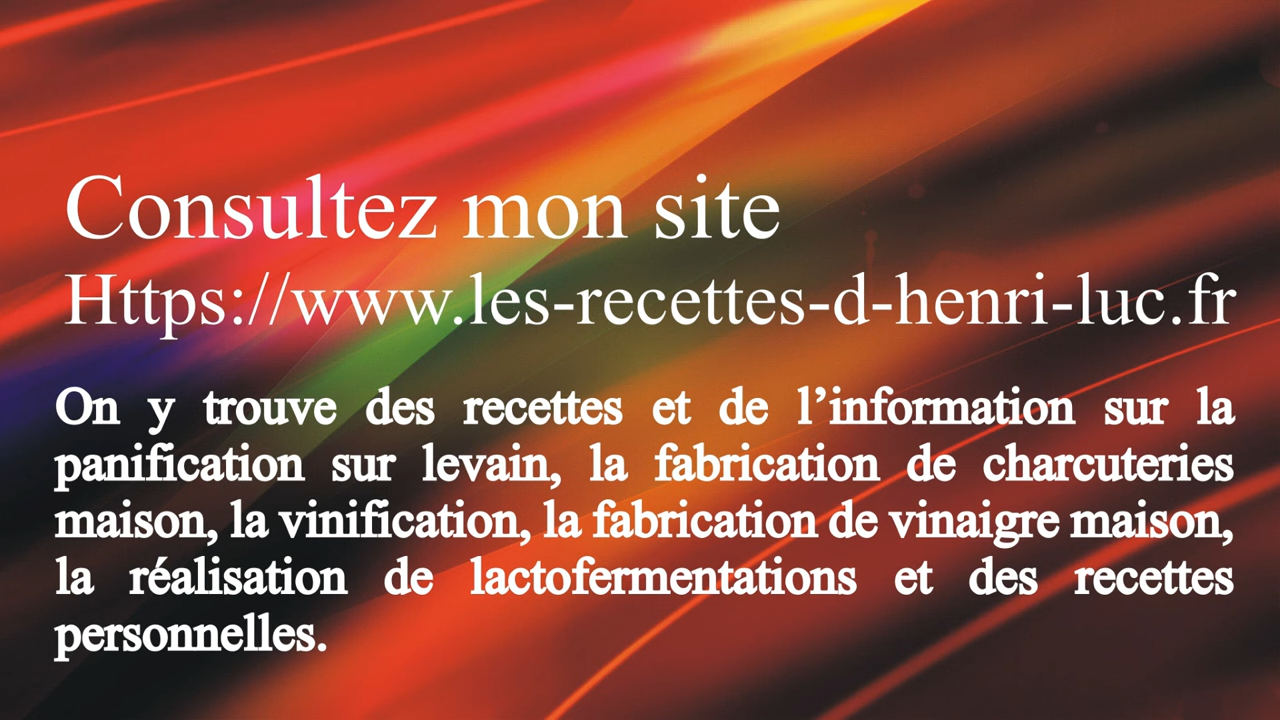 Consultez mon site
Https://www.les-recettes-d-henri-luc.fr
On y trouve des recettes et de l’information sur la
panification sur levain, la fabrication de charcuteries
maison, la vinification, la fabrication de vinaigre maison,
la réalisation de lactofermentations et des recettes
personnelles.